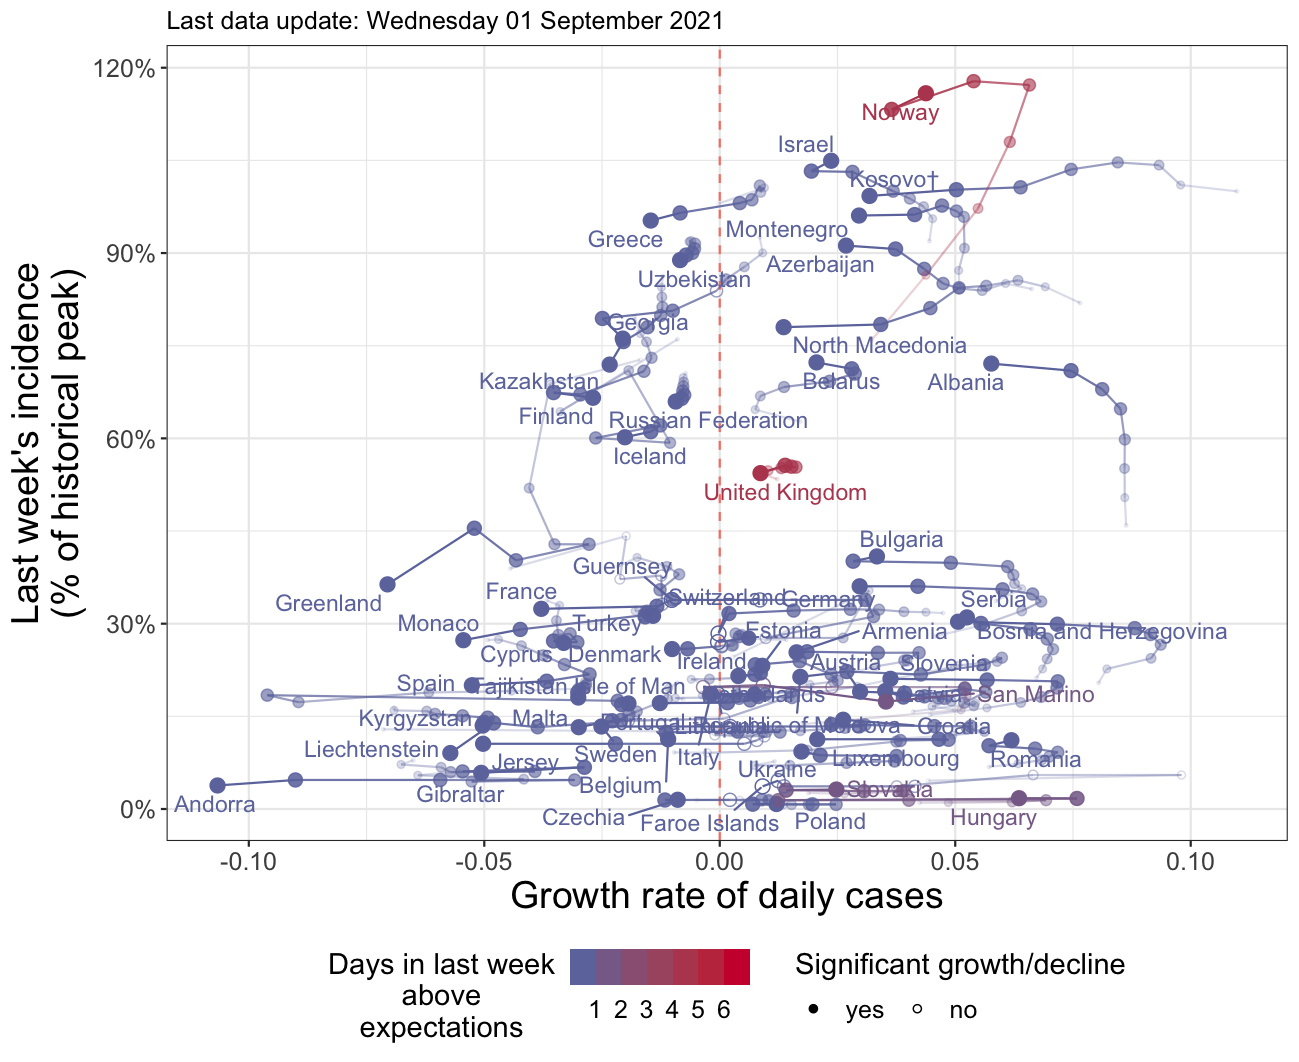 Last data update: Wednesday 01 September 2021
Last week's incidence
(% of historical peak)
120%
90%
60%
30%
0%
Norway
Israel
Kosovo†
Greece
Montenegro
Uzbekistan
Azerbaijan
Georgia
North Macedonia
Kazakhstan
Belarus
Albania
Finland
Russian Federation
Iceland
United Kingdom
Bulgaria
Guernsey
Greenland
France
Switzerland
Germany
Serbia
Monaco
Turkey
Estonia
Armenia
Bosnia and Herzegovina
Cyprus
Denmark
Ireland
Austria
Slovenia
Spain
Tajikistan
Isle of Man
Latvia
San Marino
Kyrgyzstan
Malta
Portugal
Lithuania
Republic of Moldova
Croatia
Liechtenstein
Jersey
Sweden
Italy
Luxembourg
Romania
Ukraine
Belgium
Gibraltar
Andorra
Slovakia
Czechia
Faroe Islands
Poland
Hungary
-0.10
-0.05
0.00
0.05
0.10
Growth rate of daily cases
Days in last week
above
expectations
1 2 3 4 5 6
Significant growth/decline
yes
no